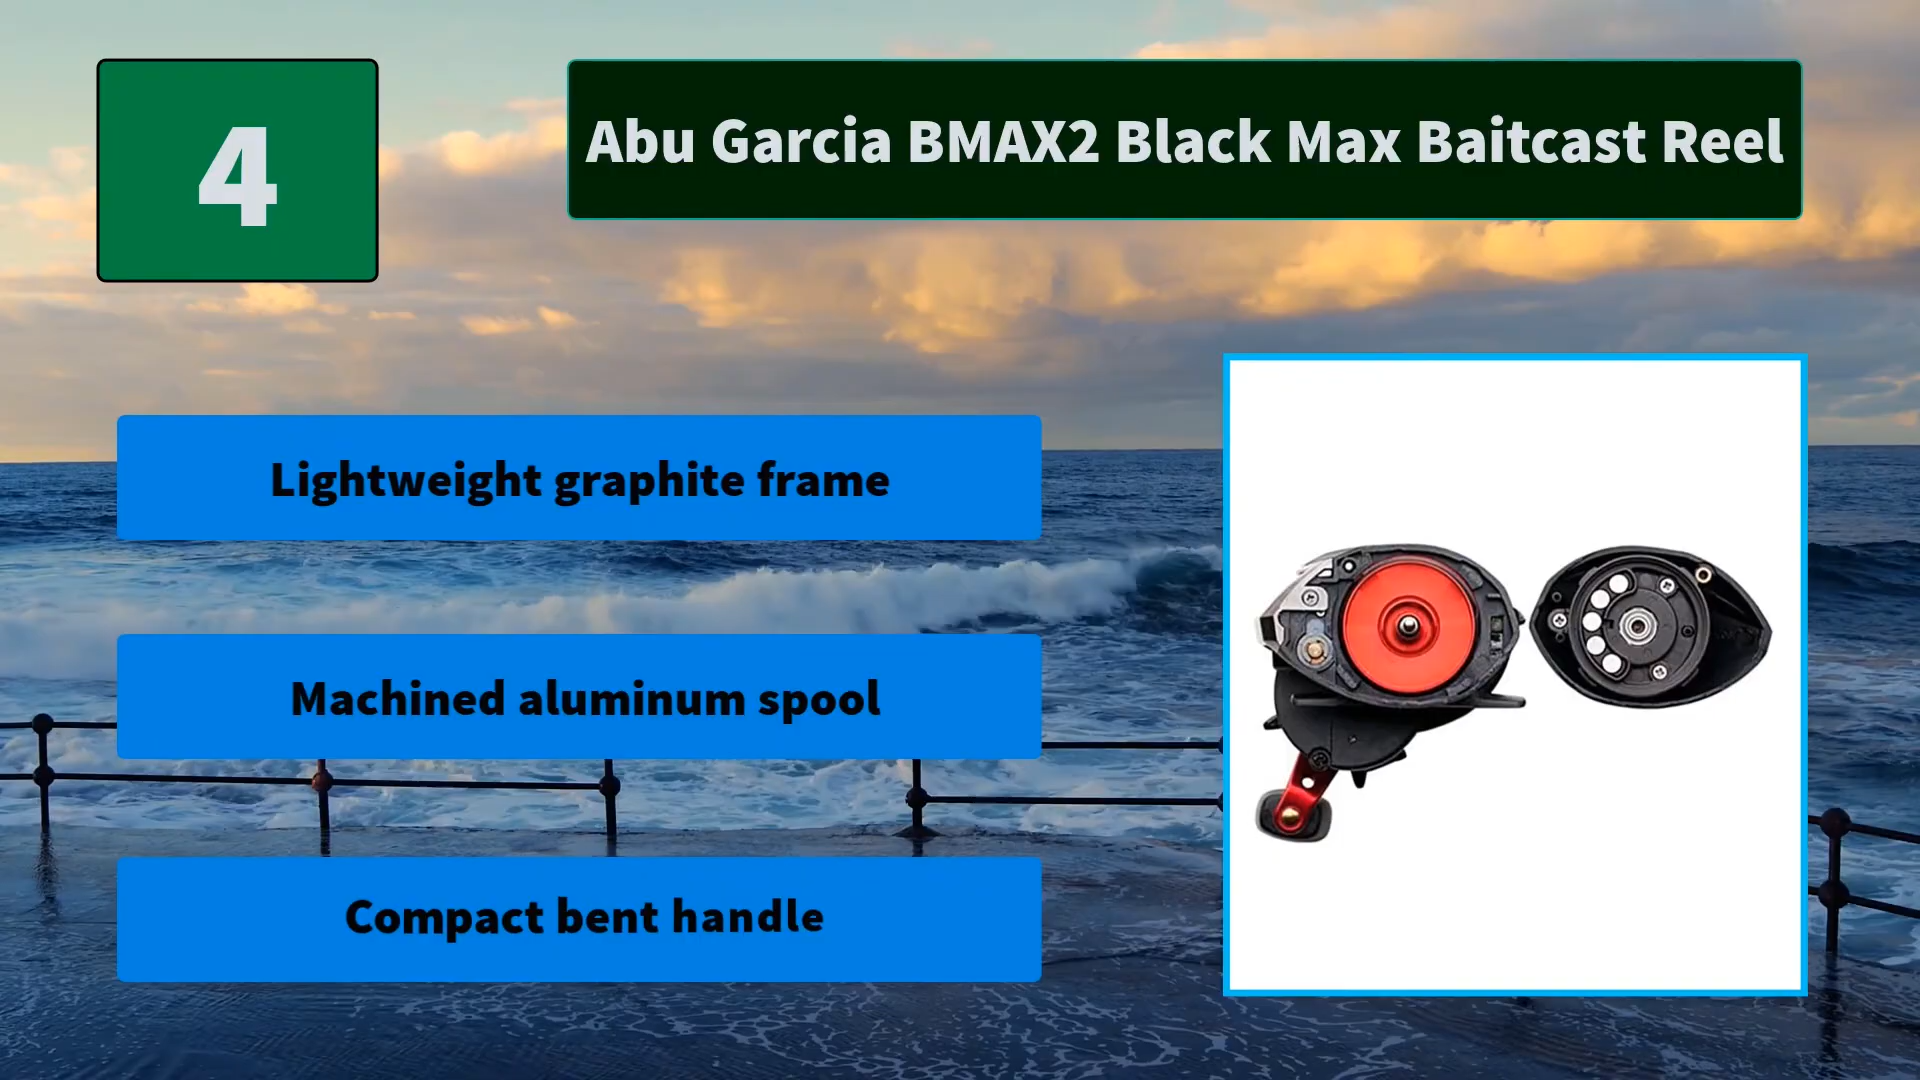 4
Abu Garcia BMAX2 Black Max Baitcast Reel
Lightweight graphite frame
Machined aluminum spool
Compact bent handle